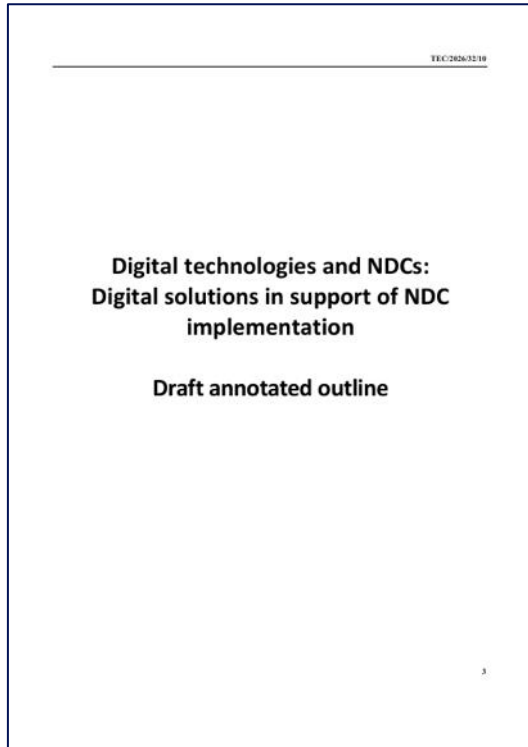 TEC/2026/32/10
Digital technologies and NDCs:
Digital solutions in support of NDC
implementation
Draft annotated outline
3